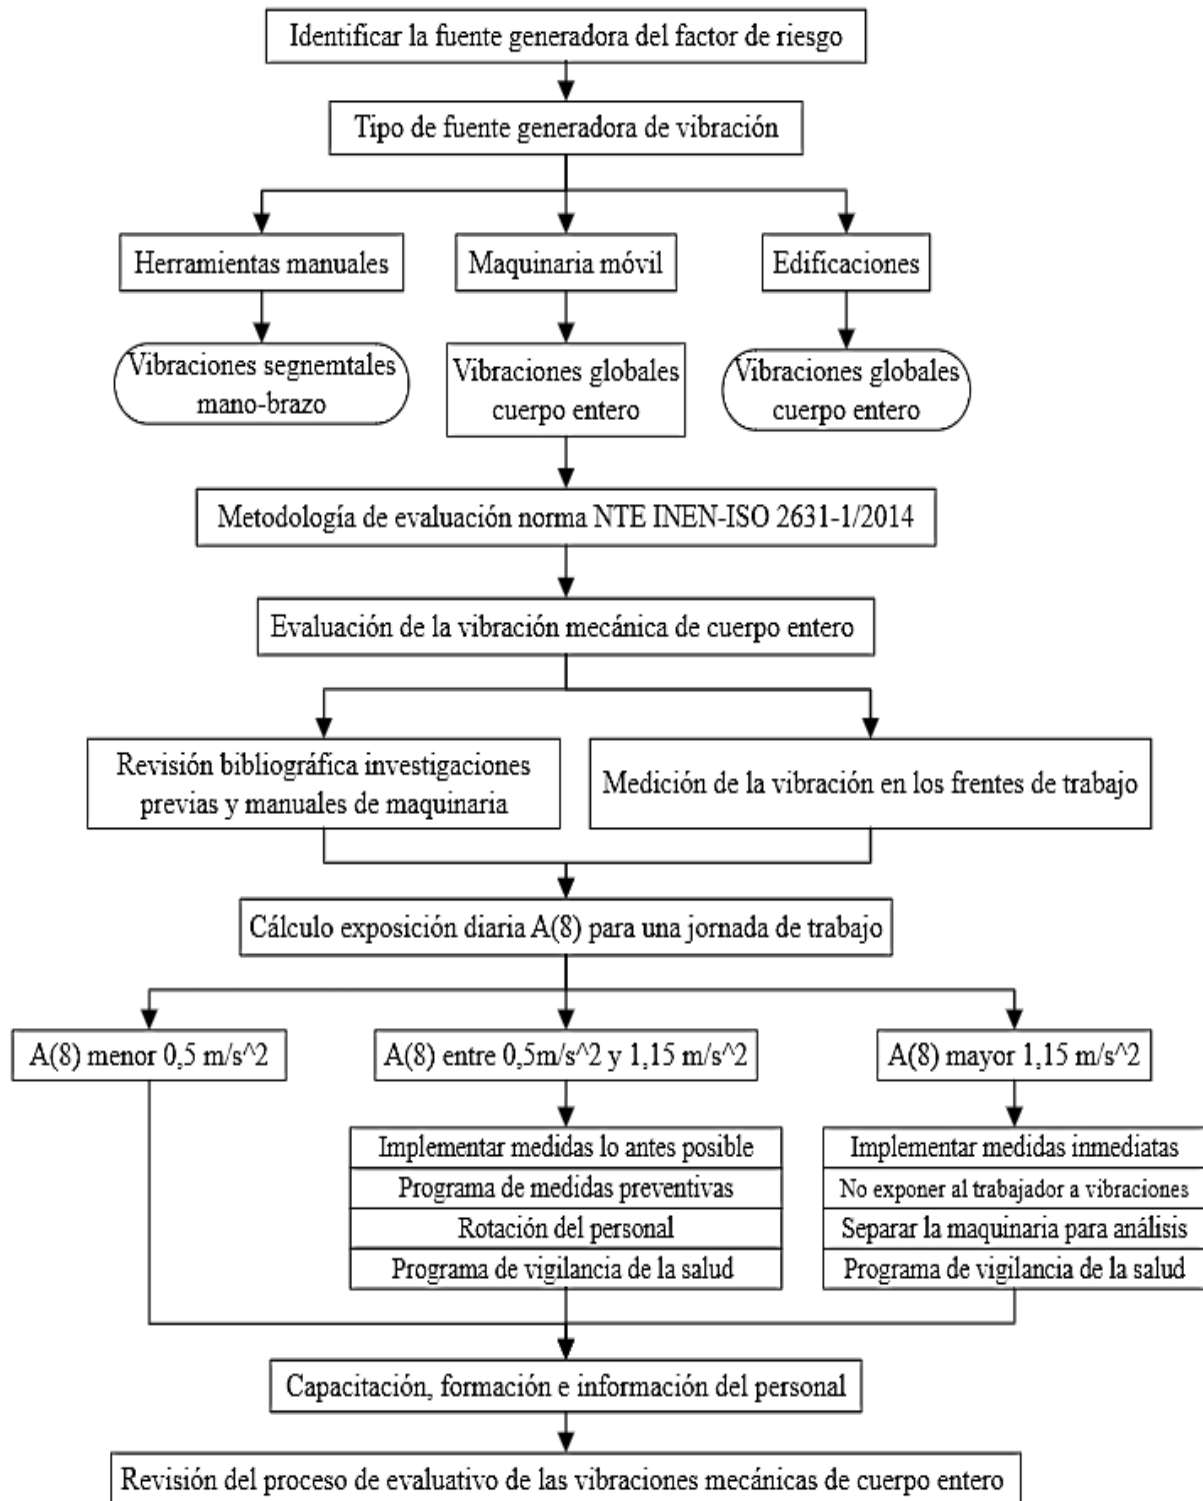 Identificar la fuente generadora del factor de riesgo
Tipo de fuente generadora de vibración
Herramientas manuales
Maquinaria móvil
Edificaciones
Vibraciones segnemtales
mano-brazo
Vibraciones globales
cuerpo entero
Vibraciones globales
cuerpo entero
Metodología de evaluación norma NTE INEN-ISO 2631-1/2014
Evaluación de la vibración mecánica de cuerpo entero
Revisión bibliográfica investigaciones
previas y manuales de maquinaria
Medición de la vibración en los frentes de trabajo
Cálculo exposición diaria A(8) para una jornada de trabajo
A(8) menor 0,5 m/s^2
A(8) entre 0,5m/s^2 y 1,15 m/s^2
A(8) mayor 1,15 m/s^2
Implementar medidas lo antes posible
Programa de medidas preventivas
Rotación del personal
Programa de vigilancia de la salud
Implementar medidas inmediatas
No exponer al trabajador a vibraciones
Separar la maquinaria para análisis
Programa de vigilancia de la salud
Capacitación, formación e información del personal
Revisión del proceso de evaluativo de las vibraciones mecánicas de cuerpo entero